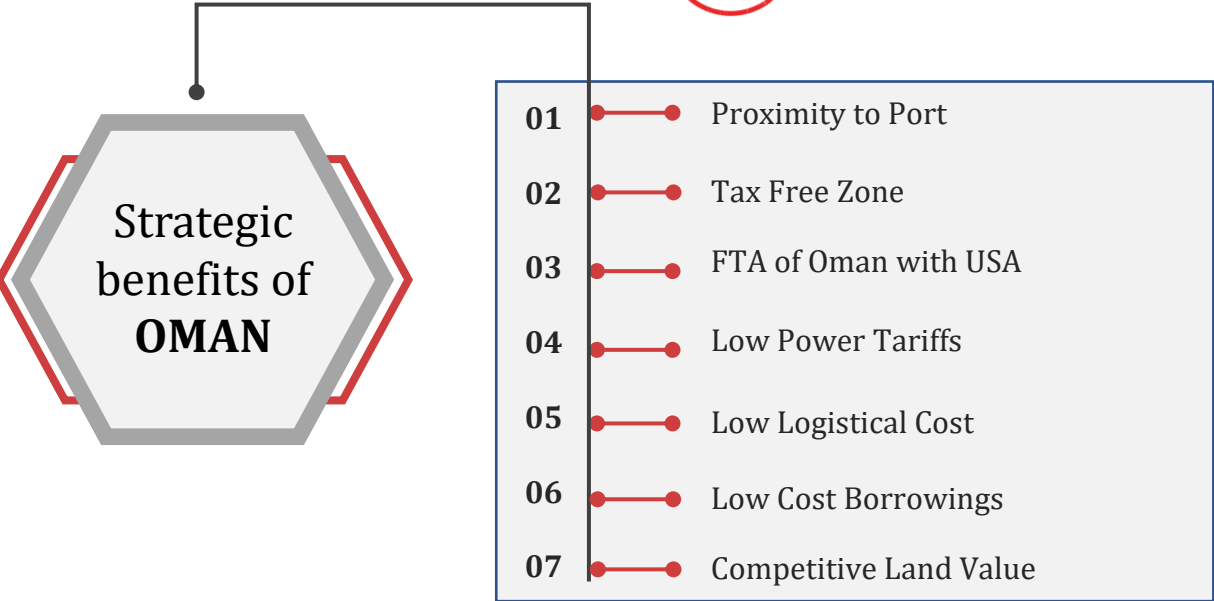 Strategic
benefits of
OMAN
01 Proximity to Port
02 Tax Free Zone
03 FTA of Oman with USA
04 Low Power Tariffs
05 Low Logistical Cost
06 Low Cost Borrowings
07 Competitive Land Value